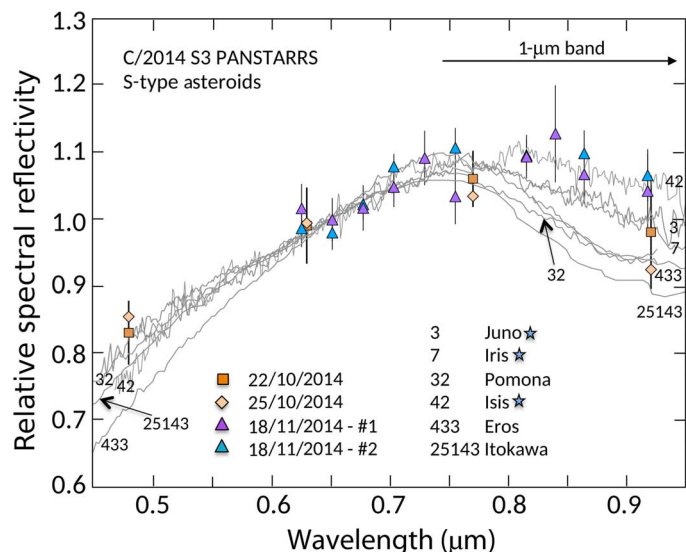 1.3
C/2014 S3 PANSTARRS
S-type asteroids
1-μm band
1.2
1.1
1.0
0.9
0.8
0.7
0.6
Relative spectral reflectivity
42
3
7
433
32
25143
32
42
25143
433
22/10/2014
25/10/2014
18/11/2014 - #1
18/11/2014 - #2
3 Juno
7 Iris
32 Pomona
42 Isis
433 Eros
25143 Itokawa
0.5 0.6 0.7 0.8 0.9
Wavelength (μm)